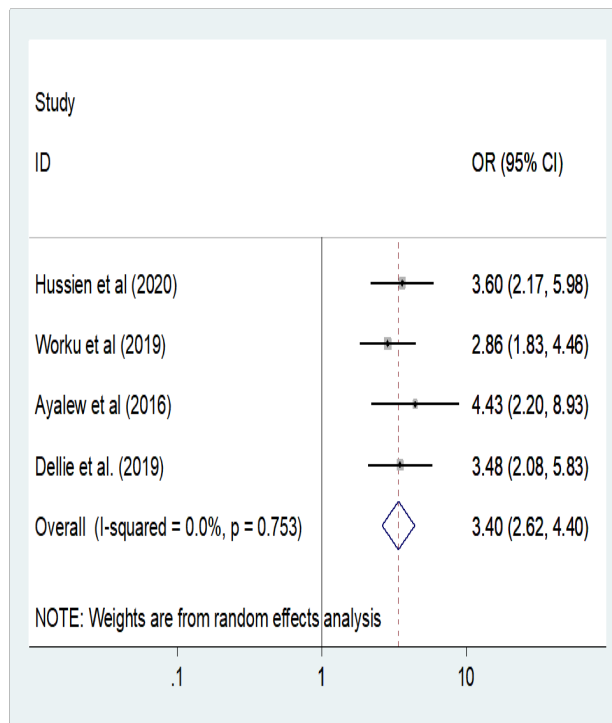 Study
ID OR (95% CI)
Hussien et al (2020) 3.60 (2.17, 5.98)
Worku et al (2019) 2.86 (1.83, 4.46)
Ayalew et al (2016) 4.43 (2.20, 8.93)
Dellie et al. (2019) 3.48 (2.08, 5.83)
Overall (I-squared = 0.0%, p = 0.753) 3.40 (2.62, 4.40)
NOTE: Weights are from random effects analysis
.1 1 10